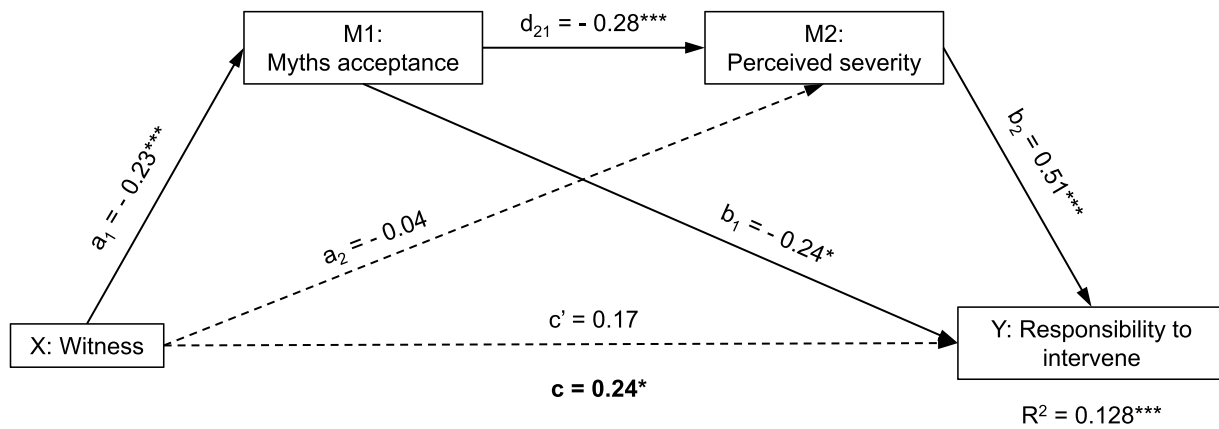 M1:
Myths acceptance
d₂₁ = - 0.28***
M2:
Perceived severity
a₁ = - 0.23***
b₂ = 0.51***
a₂ = - 0.04
b₁ = - 0.24*
X: Witness
c’ = 0.17
Y: Responsibility to
intervene
c = 0.24*
R² = 0.128***